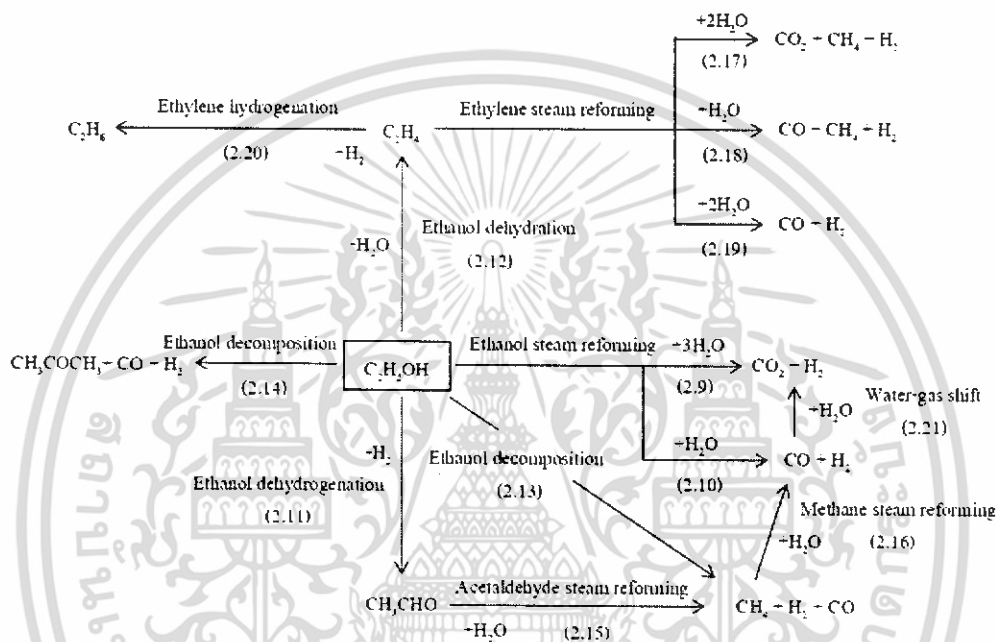 +2H₂O
CO₂ + CH₄ − H₂
(2.17)
Ethylene hydrogenation
Ethylene steam reforming
−H₂O
C₂H₆
C₂H₄
CO − CH₄ + H₂
(2.20)
−H₂
(2.18)
+2H₂O
CO + H₂
(2.19)
−H₂O
Ethanol dehydration
(2.12)
Ethanol decomposition
Ethanol steam reforming
+3H₂O
CH₃COCH₃ + CO − H₂
C₂H₅OH
CO₂ − H₂
(2.14)
(2.9)
Water-gas shift
+H₂O
(2.21)
−H₂
Ethanol decomposition
+H₂O
CO + H₂
Ethanol dehydrogenation
(2.13)
(2.10)
(2.11)
Methane steam reforming
+H₂O
(2.16)
Acetaldehyde steam reforming
CH₃CHO
CH₄ + H₂ + CO
+H₂O
(2.15)